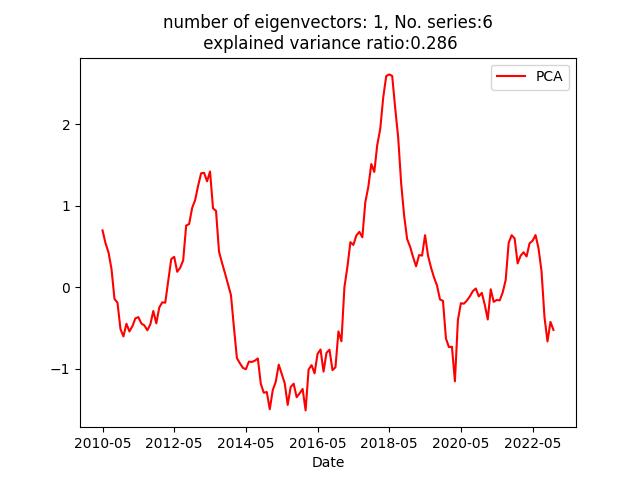 number of eigenvectors: 1, No. series:6
explained variance ratio:0.286
PCA
2
1
0
−1
2010-05 2012-05 2014-05 2016-05 2018-05 2020-05 2022-05
Date